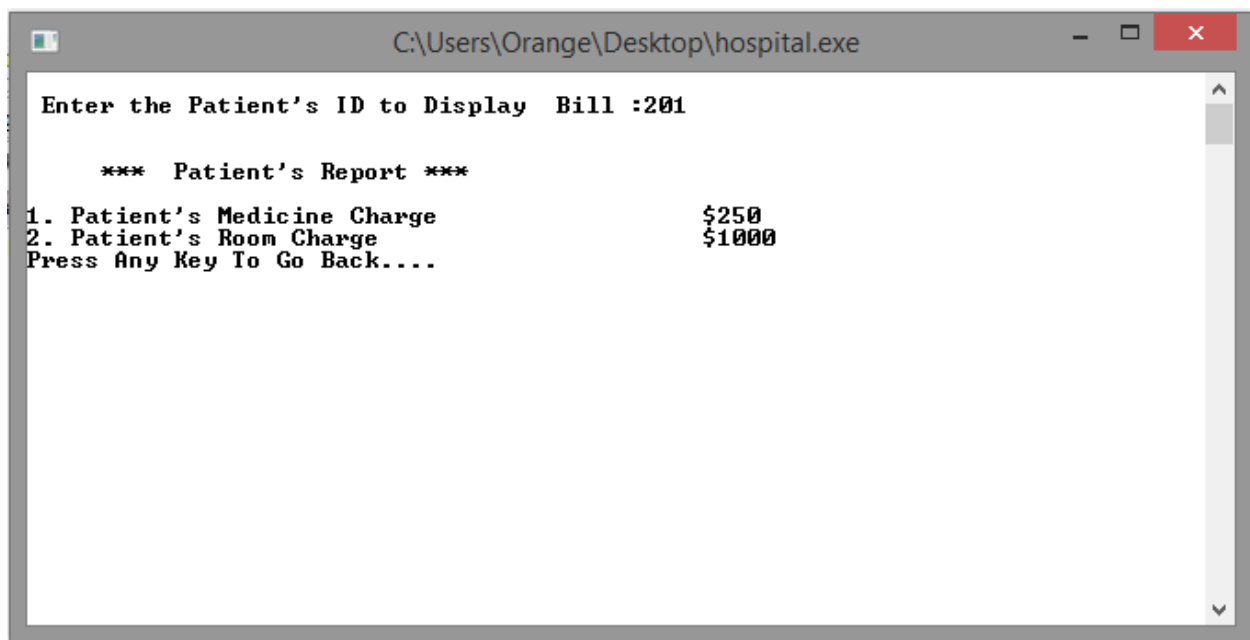 C:\Users\Orange\Desktop\hospital.exe
Enter the Patient's ID to Display  Bill :201
***  Patient's Report ***
1. Patient's Medicine Charge                  $250
2. Patient's Room Charge                      $1000
Press Any Key To Go Back....